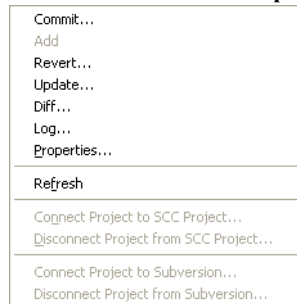 Commit...
Add
Revert...
Update...
Diff...
Log...
Properties...
Refresh
Connect Project to SCC Project...
Disconnect Project from SCC Project...
Connect Project to Subversion...
Disconnect Project from Subversion...